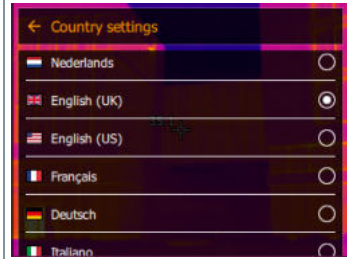 Country settings
Nederlands
English (UK)
English (US)
Français
Deutsch
Italiano